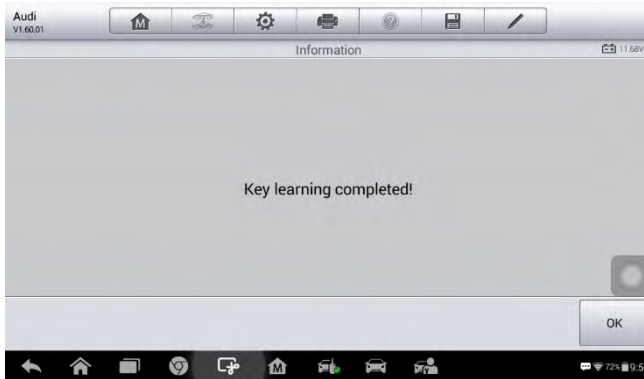 Audi
V1.60.01
M
Information
11.68V
Key learning completed!
OK
M
72%